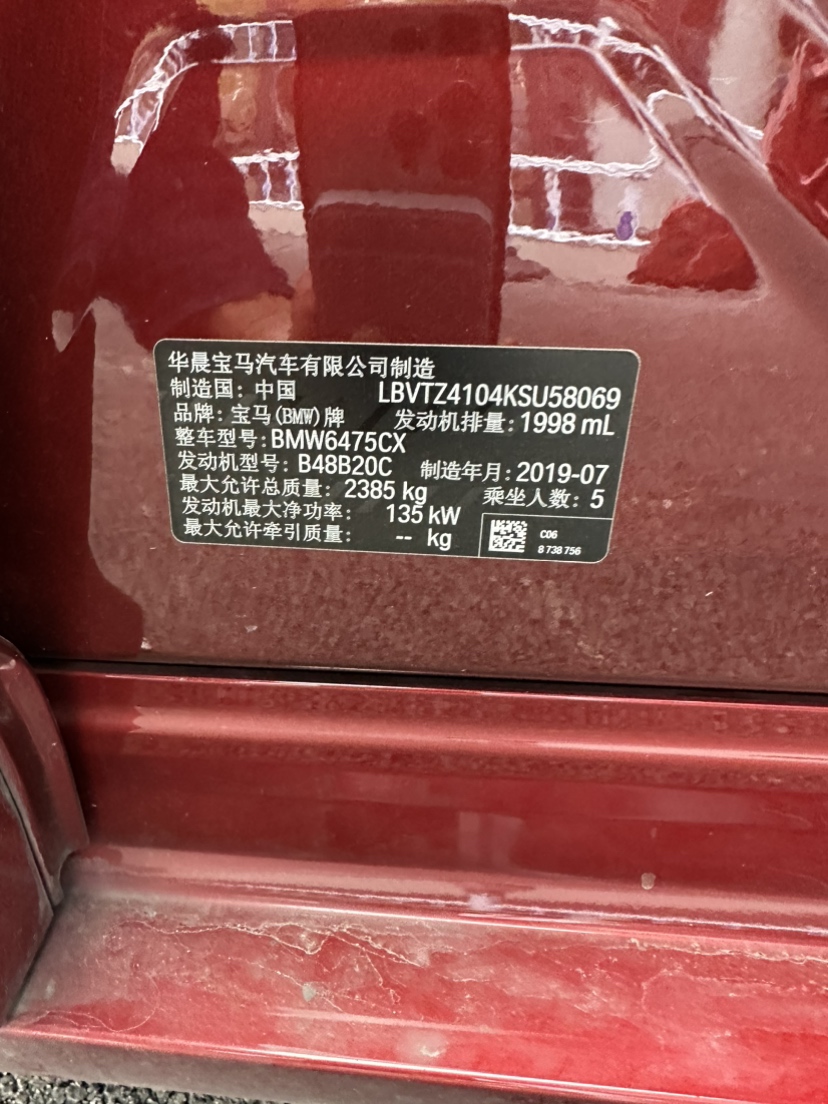 华晨宝马汽车有限公司制造
制造国：中国 LBVTZ4104KSU58069
品牌：宝马(BMW)牌 发动机排量：1998 mL
整车型号：BMW6475CX
发动机型号：B48B20C 制造年月：2019-07
最大允许总质量：2385 kg 乘坐人数：5
发动机最大净功率：135 kW
最大允许牵引质量：-- kg
C06
8 738 756